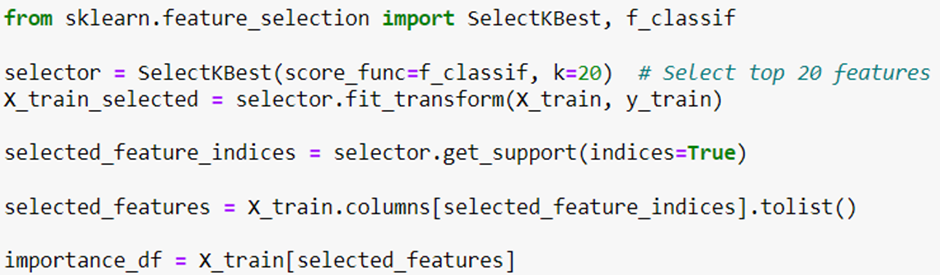 from sklearn.feature_selection import SelectKBest, f_classif
selector = SelectKBest(score_func=f_classif, k=20)  # Select top 20 features
X_train_selected = selector.fit_transform(X_train, y_train)
selected_feature_indices = selector.get_support(indices=True)
selected_features = X_train.columns[selected_feature_indices].tolist()
importance_df = X_train[selected_features]